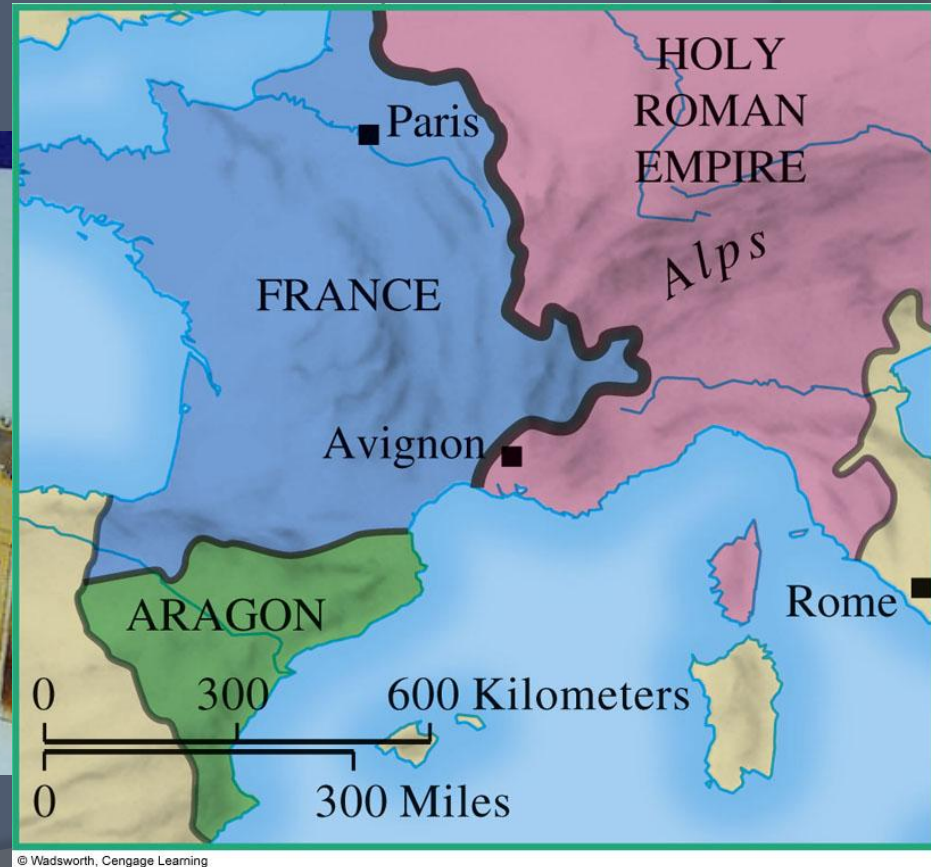 HOLY
ROMAN
EMPIRE
Paris
Alps
FRANCE
Avignon
Rome
ARAGON
0 300 600 Kilometers
0 300 Miles
© Wadsworth, Cengage Learning